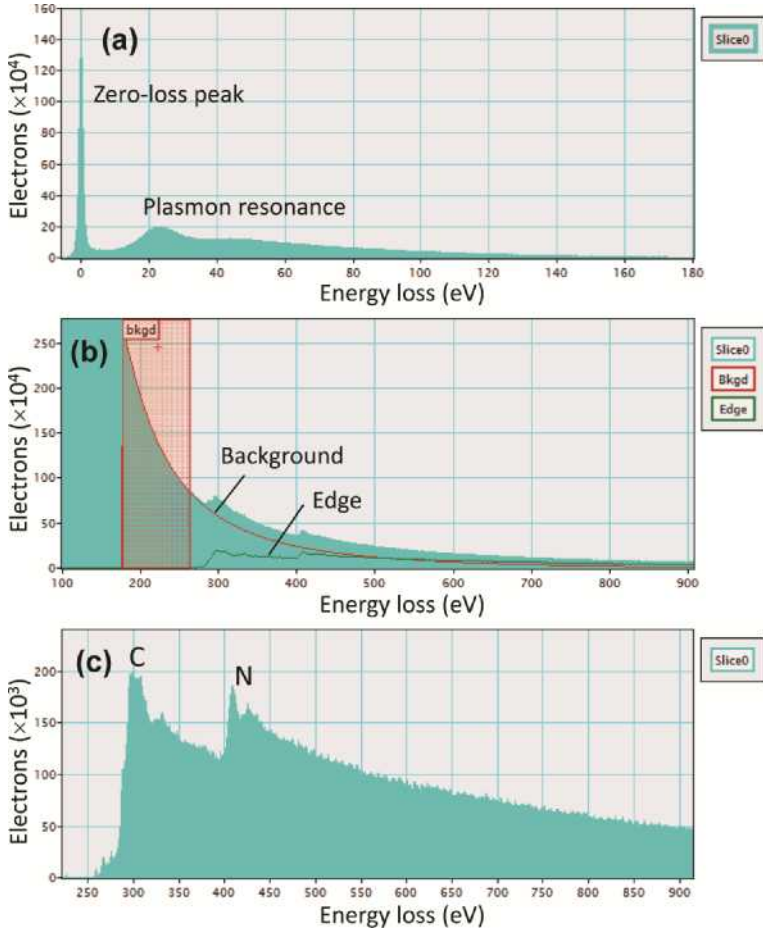 (a)
Zero-loss peak
Plasmon resonance
Slice0
Electrons (×10⁴)
160
140
120
100
80
60
40
20
0
0 20 40 60 80 100 120 140 160 180
Energy loss (eV)
(b)
bkgd
Background
Edge
Slice0
Bkgd
Edge
Electrons (×10⁴)
250
200
150
100
50
0
100 200 300 400 500 600 700 800 900
Energy loss (eV)
(c)
C
N
Slice0
Electrons (×10³)
200
150
100
50
0
250 300 350 400 450 500 550 600 650 700 750 800 850 900
Energy loss (eV)